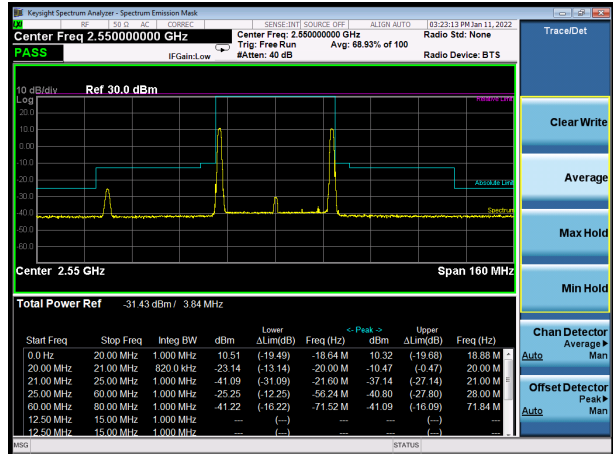 Keysight Spectrum Analyzer - Spectrum Emission Mask
LXI RF 50 Ω AC CORREC SENSE:INT SOURCE OFF ALIGN AUTO 03:23:13 PM Jan 11, 2022
Center Freq 2.550000000 GHz Center Freq: 2.550000000 GHz Radio Std: None
Trig: Free Run Avg: 68.93% of 100
PASS IFGain:Low #Atten: 40 dB Radio Device: BTS
10 dB/div Ref 30.0 dBm
Log
Relative Limit
20.0
10.0
0.00
-10.0
-20.0
Absolute Limit
-30.0
Spectrum
-40.0
-50.0
-60.0
Center 2.55 GHz Span 160 MHz
Total Power Ref -31.43 dBm / 3.84 MHz
Lower <- Peak -> Upper
Start Freq Stop Freq Integ BW dBm ΔLim(dB) Freq (Hz) dBm ΔLim(dB) Freq (Hz)
0.0 Hz 20.00 MHz 1.000 MHz 10.51 (-19.49) -18.64 M 10.32 (-19.68) 18.88 M
20.00 MHz 21.00 MHz 820.0 kHz -23.14 (-13.14) -20.00 M -10.47 (-0.47) 20.00 M
21.00 MHz 25.00 MHz 1.000 MHz -41.09 (-31.09) -21.60 M -37.14 (-27.14) 21.00 M
25.00 MHz 60.00 MHz 1.000 MHz -25.25 (-12.25) -56.24 M -40.80 (-27.80) 28.00 M
60.00 MHz 80.00 MHz 1.000 MHz -41.22 (-16.22) -71.52 M -41.09 (-16.09) 71.84 M
12.50 MHz 15.00 MHz 1.000 MHz --- (---) --- --- (---) ---
12.50 MHz 15.00 MHz 1.000 MHz --- (---) --- --- (---) ---
MSG STATUS
Trace/Det
Clear Write
Average
Max Hold
Min Hold
Chan Detector
Average▶
Auto Man
Offset Detector
Peak▶
Auto Man